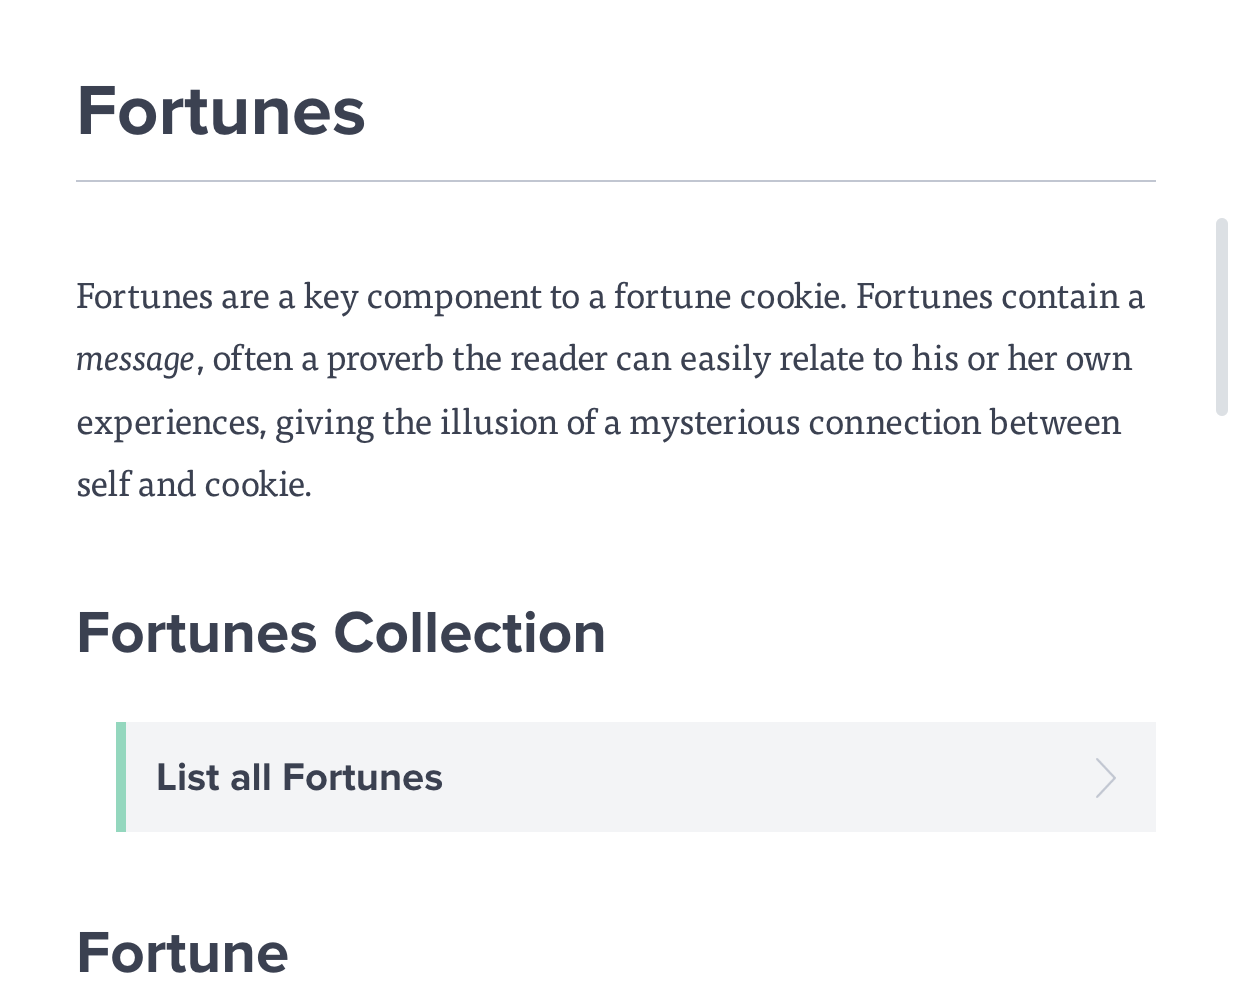 Fortunes
Fortunes are a key component to a fortune cookie. Fortunes contain a
message, often a proverb the reader can easily relate to his or her own
experiences, giving the illusion of a mysterious connection between
self and cookie.
Fortunes Collection
List all Fortunes
Fortune